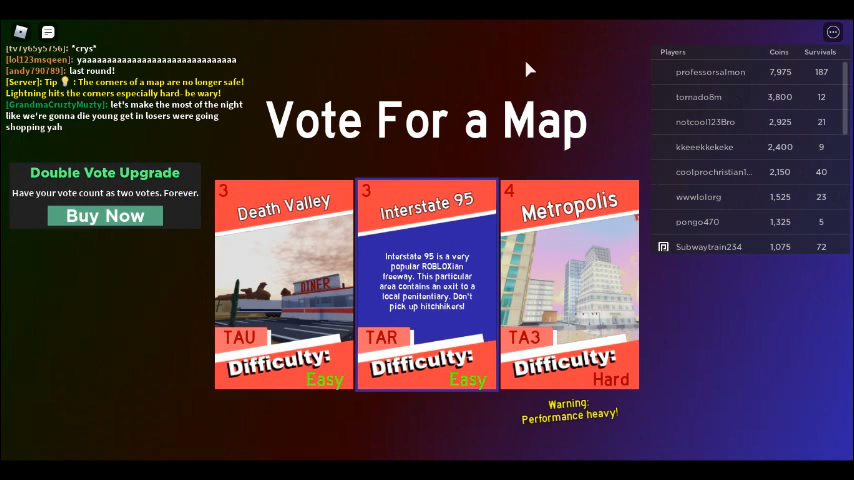 [tv7y65y5756]: *crys*
[lol123msqeen]: yaaaaaaaaaaaaaaaaaaaaaaaaaaaaaaa
[andy790789]: last round!
[Server]: Tip 💡 : The corners of a map are no longer safe!
Lightning hits the corners especially hard- be wary!
[GrandmaCruztyMuzty]: let's make the most of the night
like we're gonna die young get in losers were going
shopping yah
Double Vote Upgrade
Have your vote count as two votes. Forever.
Buy Now
Vote For a Map
3
Death Valley
DINER
TAU
Difficulty:
Easy
3
Interstate 95
Interstate 95 is a very
popular ROBLOXian
freeway. This particular
area contains an exit to a
local penitentiary. Don't
pick up hitchhikers!
TAR
Difficulty:
Easy
4
Metropolis
TA3
Difficulty:
Hard
Warning:
Performance heavy!
Players Coins Survivals
professorsalmon 7,975 187
tornado8m 3,800 12
notcool123Bro 2,925 21
kkeeekkekeke 2,400 9
coolprochristian1... 2,150 40
wwwlolorg 1,525 23
pongo470 1,325 5
Subwaytrain234 1,075 72